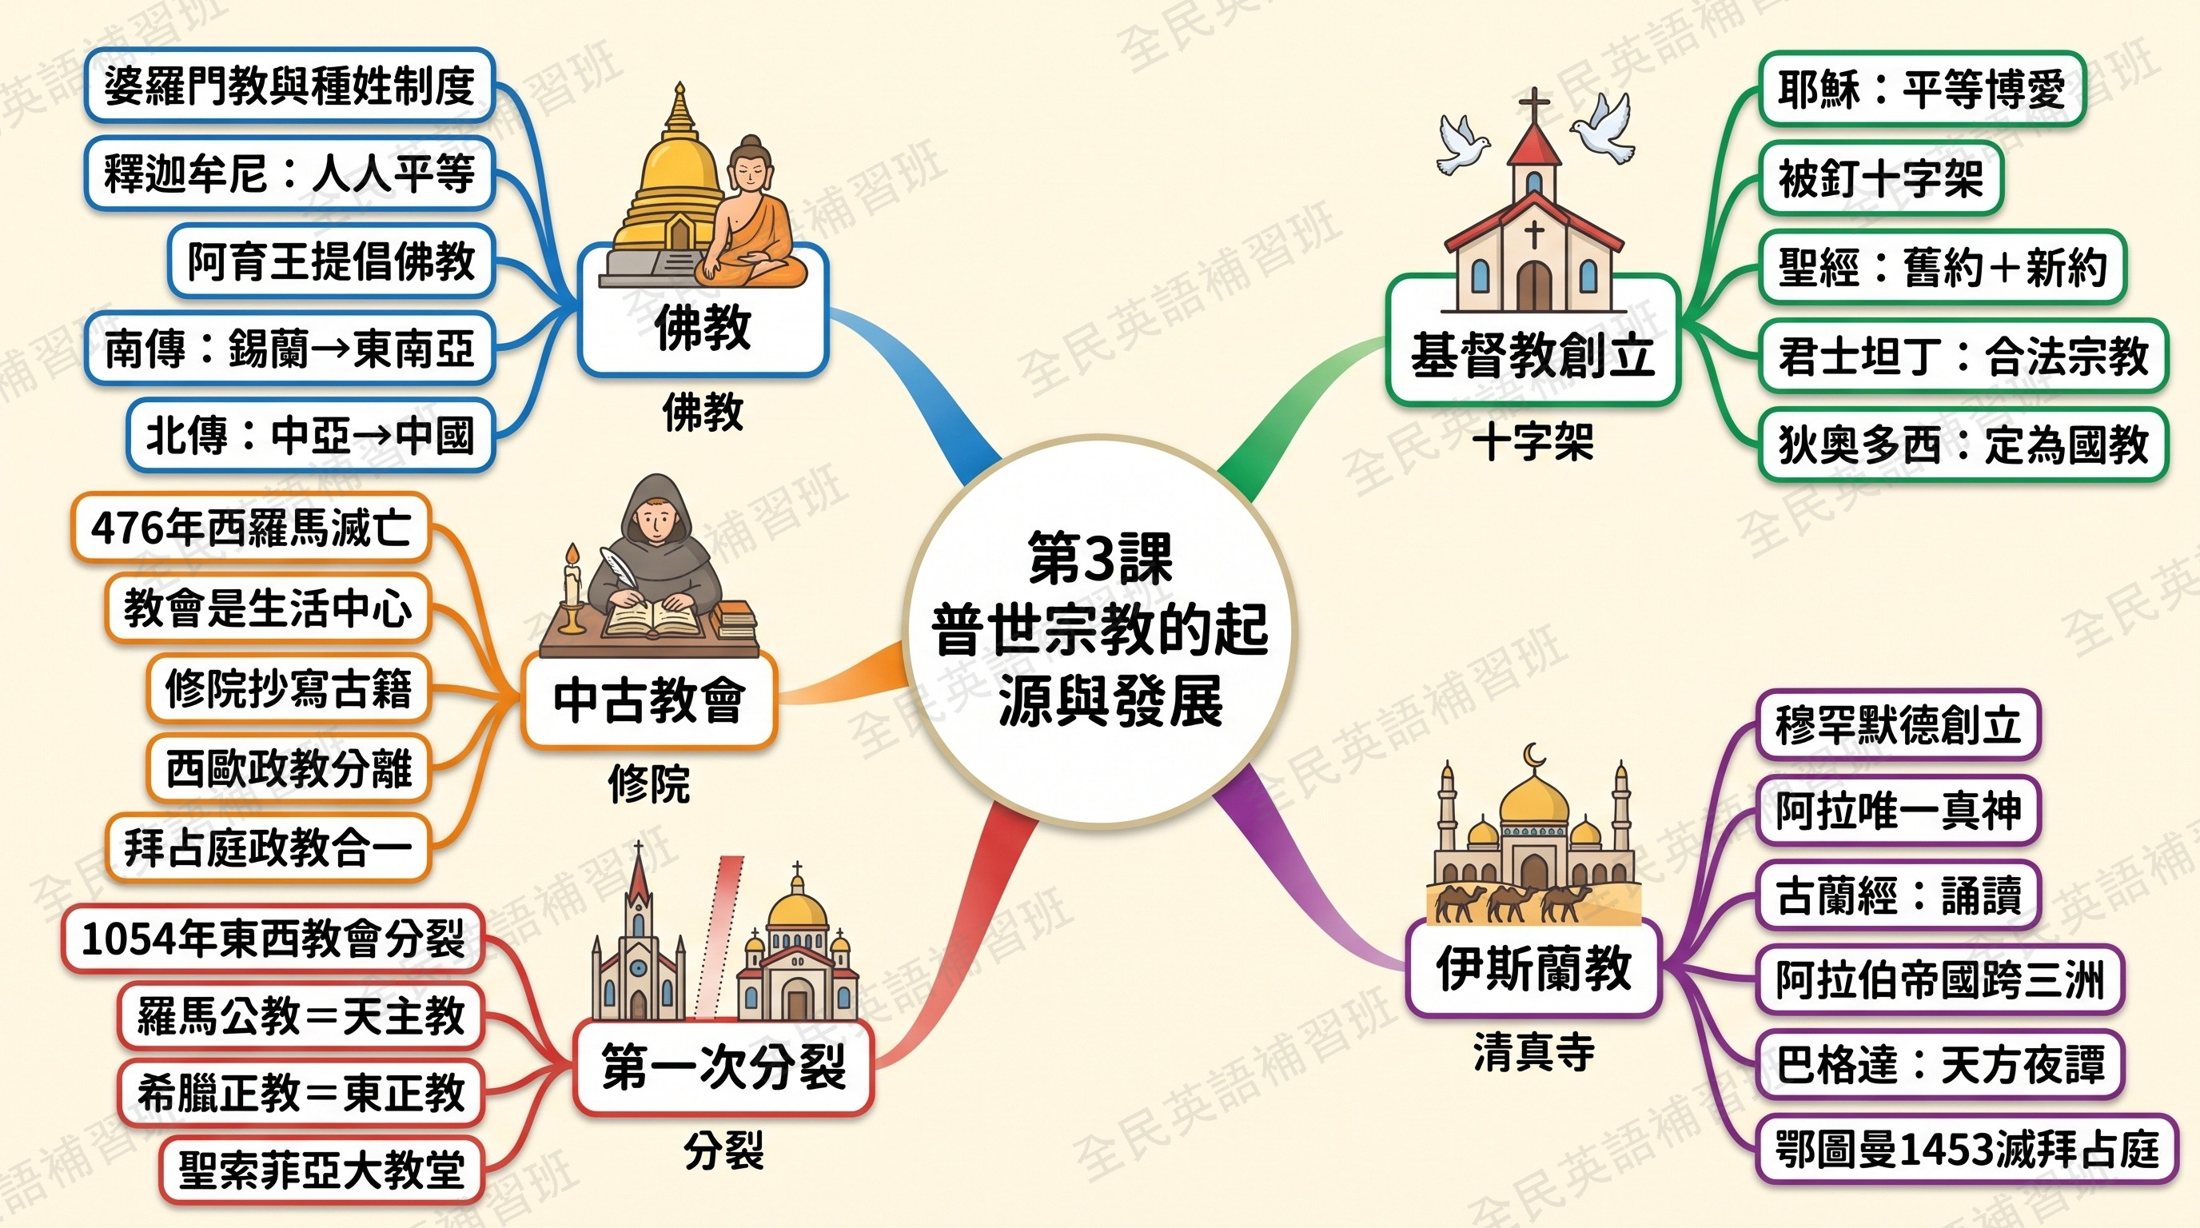 第3課
普世宗教的起
源與發展
佛教
佛教
婆羅門教與種姓制度
釋迦牟尼：人人平等
阿育王提倡佛教
南傳：錫蘭→東南亞
北傳：中亞→中國
中古教會
修院
476年西羅馬滅亡
教會是生活中心
修院抄寫古籍
西歐政教分離
拜占庭政教合一
第一次分裂
分裂
1054年東西教會分裂
羅馬公教＝天主教
希臘正教＝東正教
聖索菲亞大教堂
基督教創立
十字架
耶穌：平等博愛
被釘十字架
聖經：舊約＋新約
君士坦丁：合法宗教
狄奧多西：定為國教
伊斯蘭教
清真寺
穆罕默德創立
阿拉唯一真神
古蘭經：誦讀
阿拉伯帝國跨三洲
巴格達：天方夜譚
鄂圖曼1453滅拜占庭
全民英語補習班